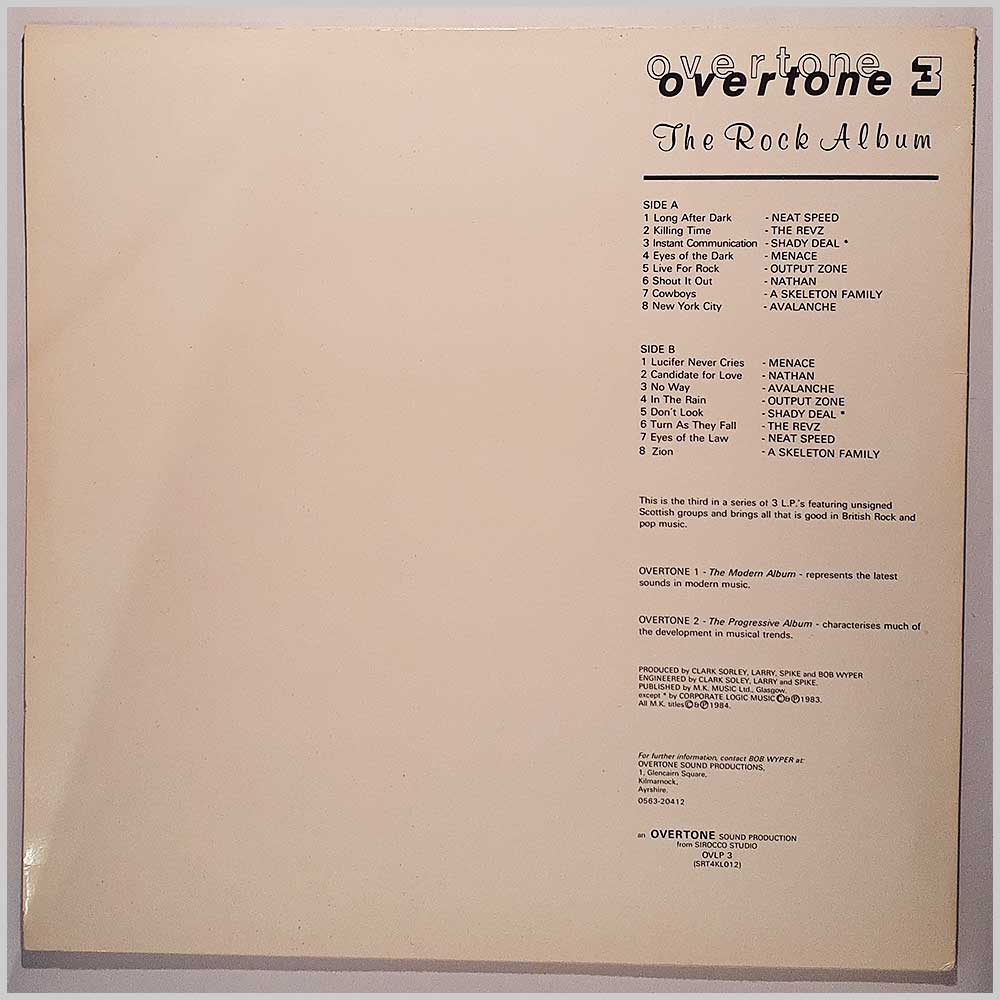 overtone
overtone 3
The Rock Album
SIDE A
1 Long After Dark - NEAT SPEED
2 Killing Time - THE REVZ
3 Instant Communication - SHADY DEAL *
4 Eyes of the Dark - MENACE
5 Live For Rock - OUTPUT ZONE
6 Shout It Out - NATHAN
7 Cowboys - A SKELETON FAMILY
8 New York City - AVALANCHE
SIDE B
1 Lucifer Never Cries - MENACE
2 Candidate for Love - NATHAN
3 No Way - AVALANCHE
4 In The Rain - OUTPUT ZONE
5 Don't Look - SHADY DEAL *
6 Turn As They Fall - THE REVZ
7 Eyes of the Law - NEAT SPEED
8 Zion - A SKELETON FAMILY
This is the third in a series of 3 L.P.'s featuring unsigned
Scottish groups and brings all that is good in British Rock and
pop music.
OVERTONE 1 - The Modern Album - represents the latest
sounds in modern music.
OVERTONE 2 - The Progressive Album - characterises much of
the development in musical trends.
PRODUCED by CLARK SORLEY, LARRY, SPIKE and BOB WYPER
ENGINEERED by CLARK SOLEY, LARRY and SPIKE.
PUBLISHED by M.K. MUSIC Ltd., Glasgow.
except * by CORPORATE LOGIC MUSIC ©&℗ 1983.
All M.K. titles ©&℗ 1984.
For further information, contact BOB WYPER at:
OVERTONE SOUND PRODUCTIONS,
1, Glencairn Square,
Kilmarnock,
Ayrshire.
0563-20412
an OVERTONE SOUND PRODUCTION
from SIROCCO STUDIO
OVLP 3
(SRT4KL012)